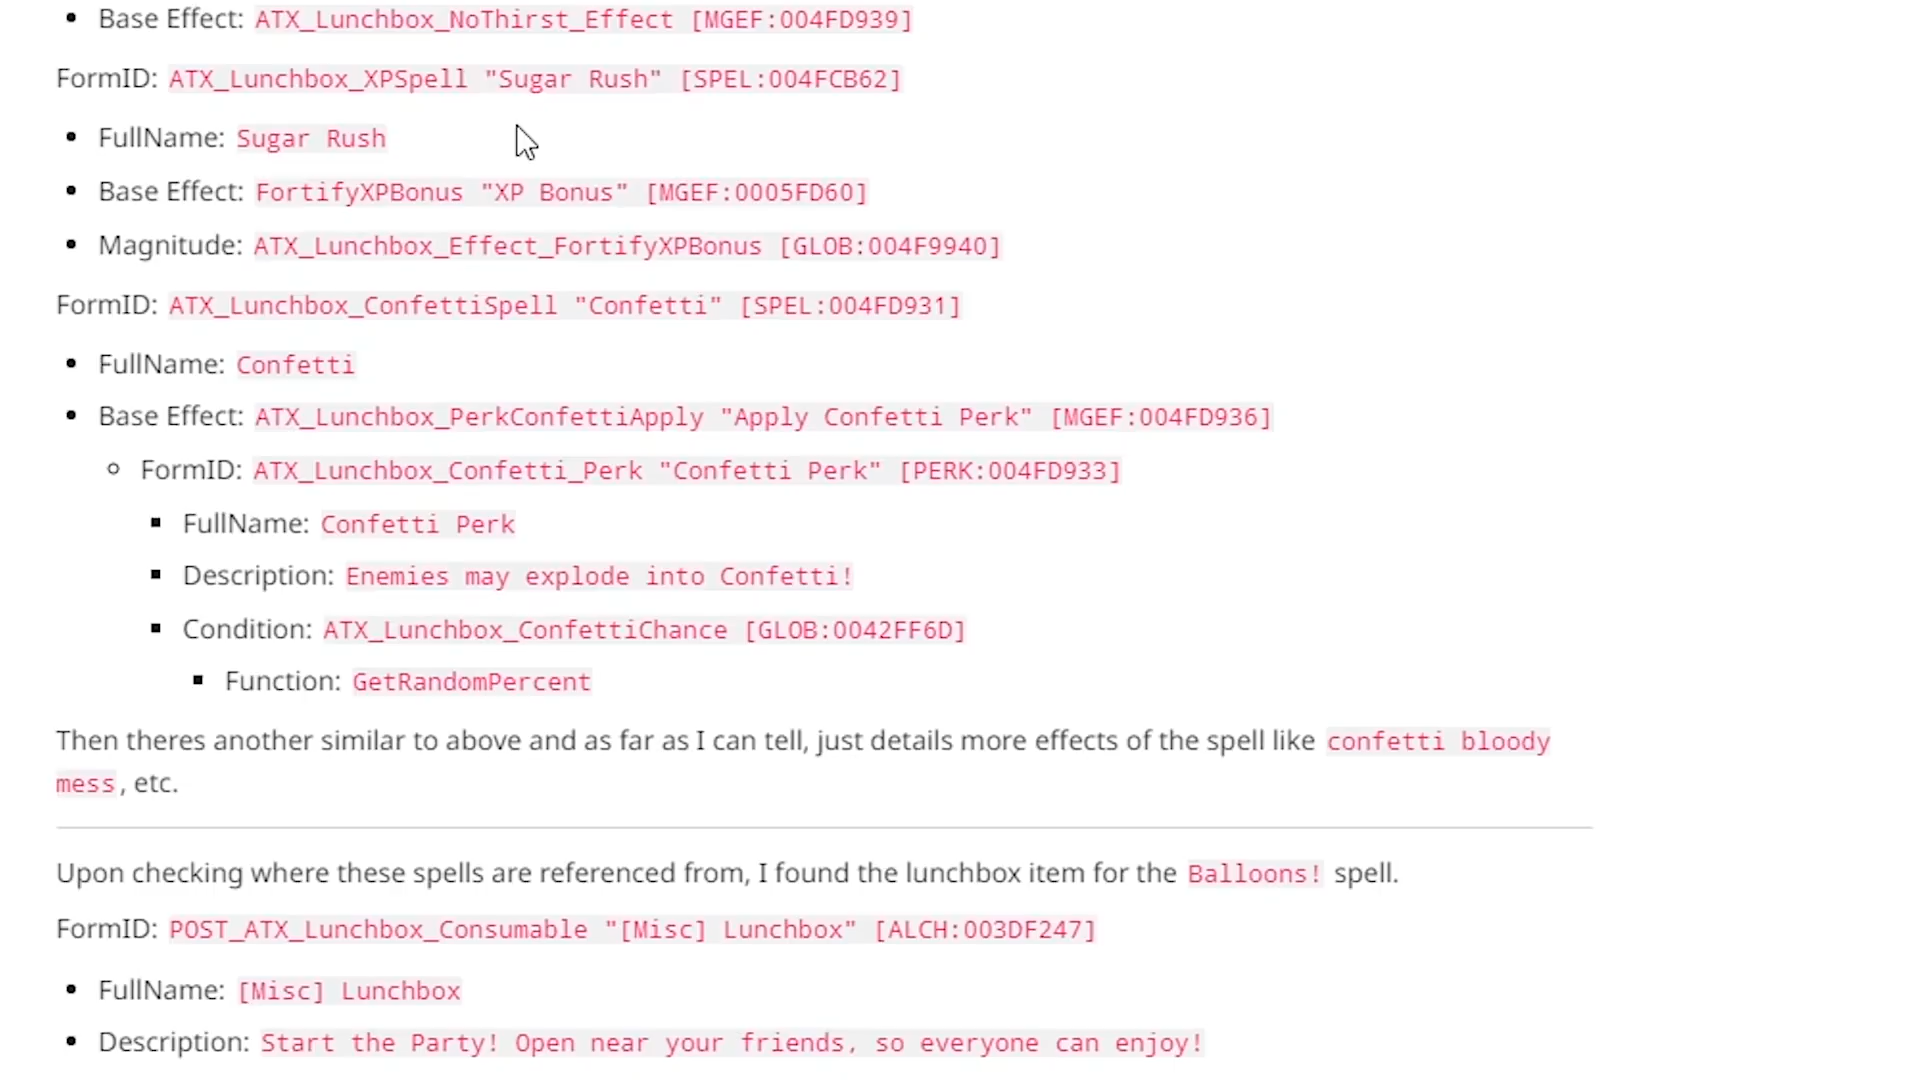 Base Effect: ATX_Lunchbox_NoThirst_Effect [MGEF:004FD939]
FormID: ATX_Lunchbox_XPSpell "Sugar Rush" [SPEL:004FCB62]
FullName: Sugar Rush
Base Effect: FortifyXPBonus "XP Bonus" [MGEF:0005FD60]
Magnitude: ATX_Lunchbox_Effect_FortifyXPBonus [GLOB:004F9940]
FormID: ATX_Lunchbox_ConfettiSpell "Confetti" [SPEL:004FD931]
FullName: Confetti
Base Effect: ATX_Lunchbox_PerkConfettiApply "Apply Confetti Perk" [MGEF:004FD936]
FormID: ATX_Lunchbox_Confetti_Perk "Confetti Perk" [PERK:004FD933]
FullName: Confetti Perk
Description: Enemies may explode into Confetti!
Condition: ATX_Lunchbox_ConfettiChance [GLOB:0042FF6D]
Function: GetRandomPercent
Then theres another similar to above and as far as I can tell, just details more effects of the spell like confetti bloody
mess, etc.
Upon checking where these spells are referenced from, I found the lunchbox item for the Balloons! spell.
FormID: POST_ATX_Lunchbox_Consumable "[Misc] Lunchbox" [ALCH:003DF247]
FullName: [Misc] Lunchbox
Description: Start the Party! Open near your friends, so everyone can enjoy!